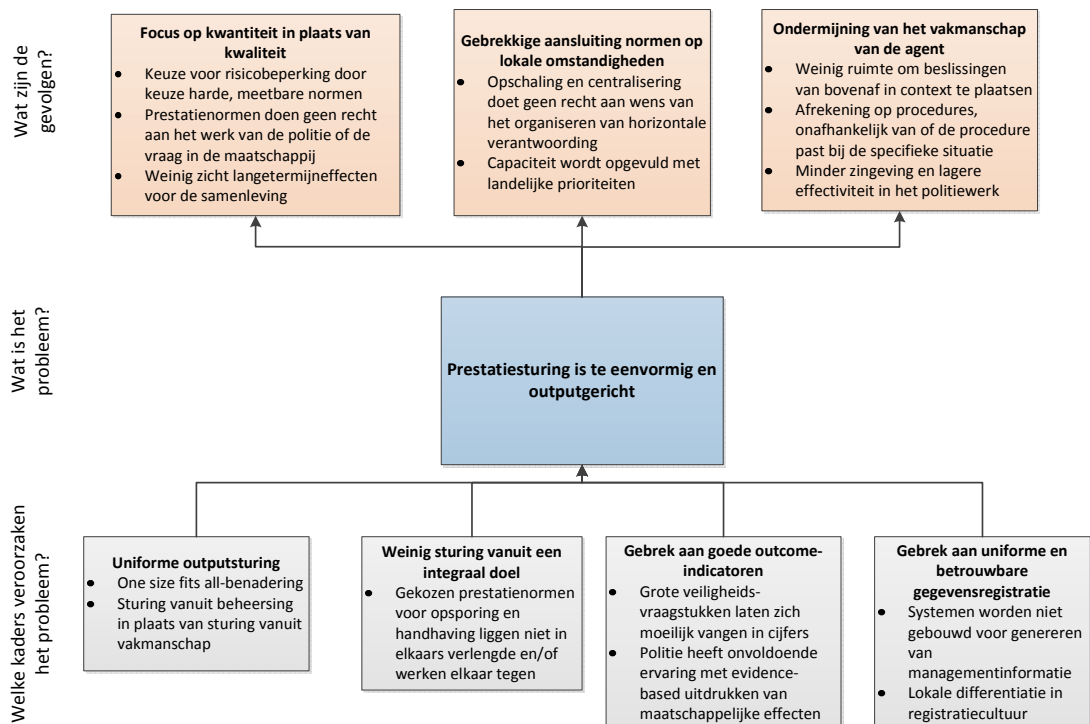 Wat zijn de
gevolgen?
Focus op kwantiteit in plaats van
kwaliteit
• Keuze voor risicobeperking door
keuze harde, meetbare normen
• Prestatienormen doen geen recht
aan het werk van de politie of de
vraag in de maatschappij
• Weinig zicht langetermijneffecten
voor de samenleving
Gebrekkige aansluiting normen op
lokale omstandigheden
• Opschaling en centralisering
doet geen recht aan wens van
het organiseren van horizontale
verantwoording
• Capaciteit wordt opgevuld met
landelijke prioriteiten
Ondermijning van het vakmanschap
van de agent
• Weinig ruimte om beslissingen
van bovenaf in context te plaatsen
• Afrekening op procedures,
onafhankelijk van of de procedure
past bij de specifieke situatie
• Minder zingeving en lagere
effectiviteit in het politiewerk
Wat is het
probleem?
Prestatiesturing is te eenvormig en
outputgericht
Welke kaders veroorzaken
het probleem?
Uniforme outputsturing
• One size fits all-benadering
• Sturing vanuit beheersing
in plaats van sturing vanuit
vakmanschap
Weinig sturing vanuit een
integraal doel
• Gekozen prestatienormen
voor opsporing en
handhaving liggen niet in
elkaars verlengde en/of
werken elkaar tegen
Gebrek aan goede outcome-
indicatoren
• Grote veiligheids-
vraagstukken laten zich
moeilijk vangen in cijfers
• Politie heeft onvoldoende
ervaring met evidence-
based uitdrukken van
maatschappelijke effecten
Gebrek aan uniforme en
betrouwbare
gegevensregistratie
• Systemen worden niet
gebouwd voor genereren
van
managementinformatie
• Lokale differentiatie in
registratiecultuur